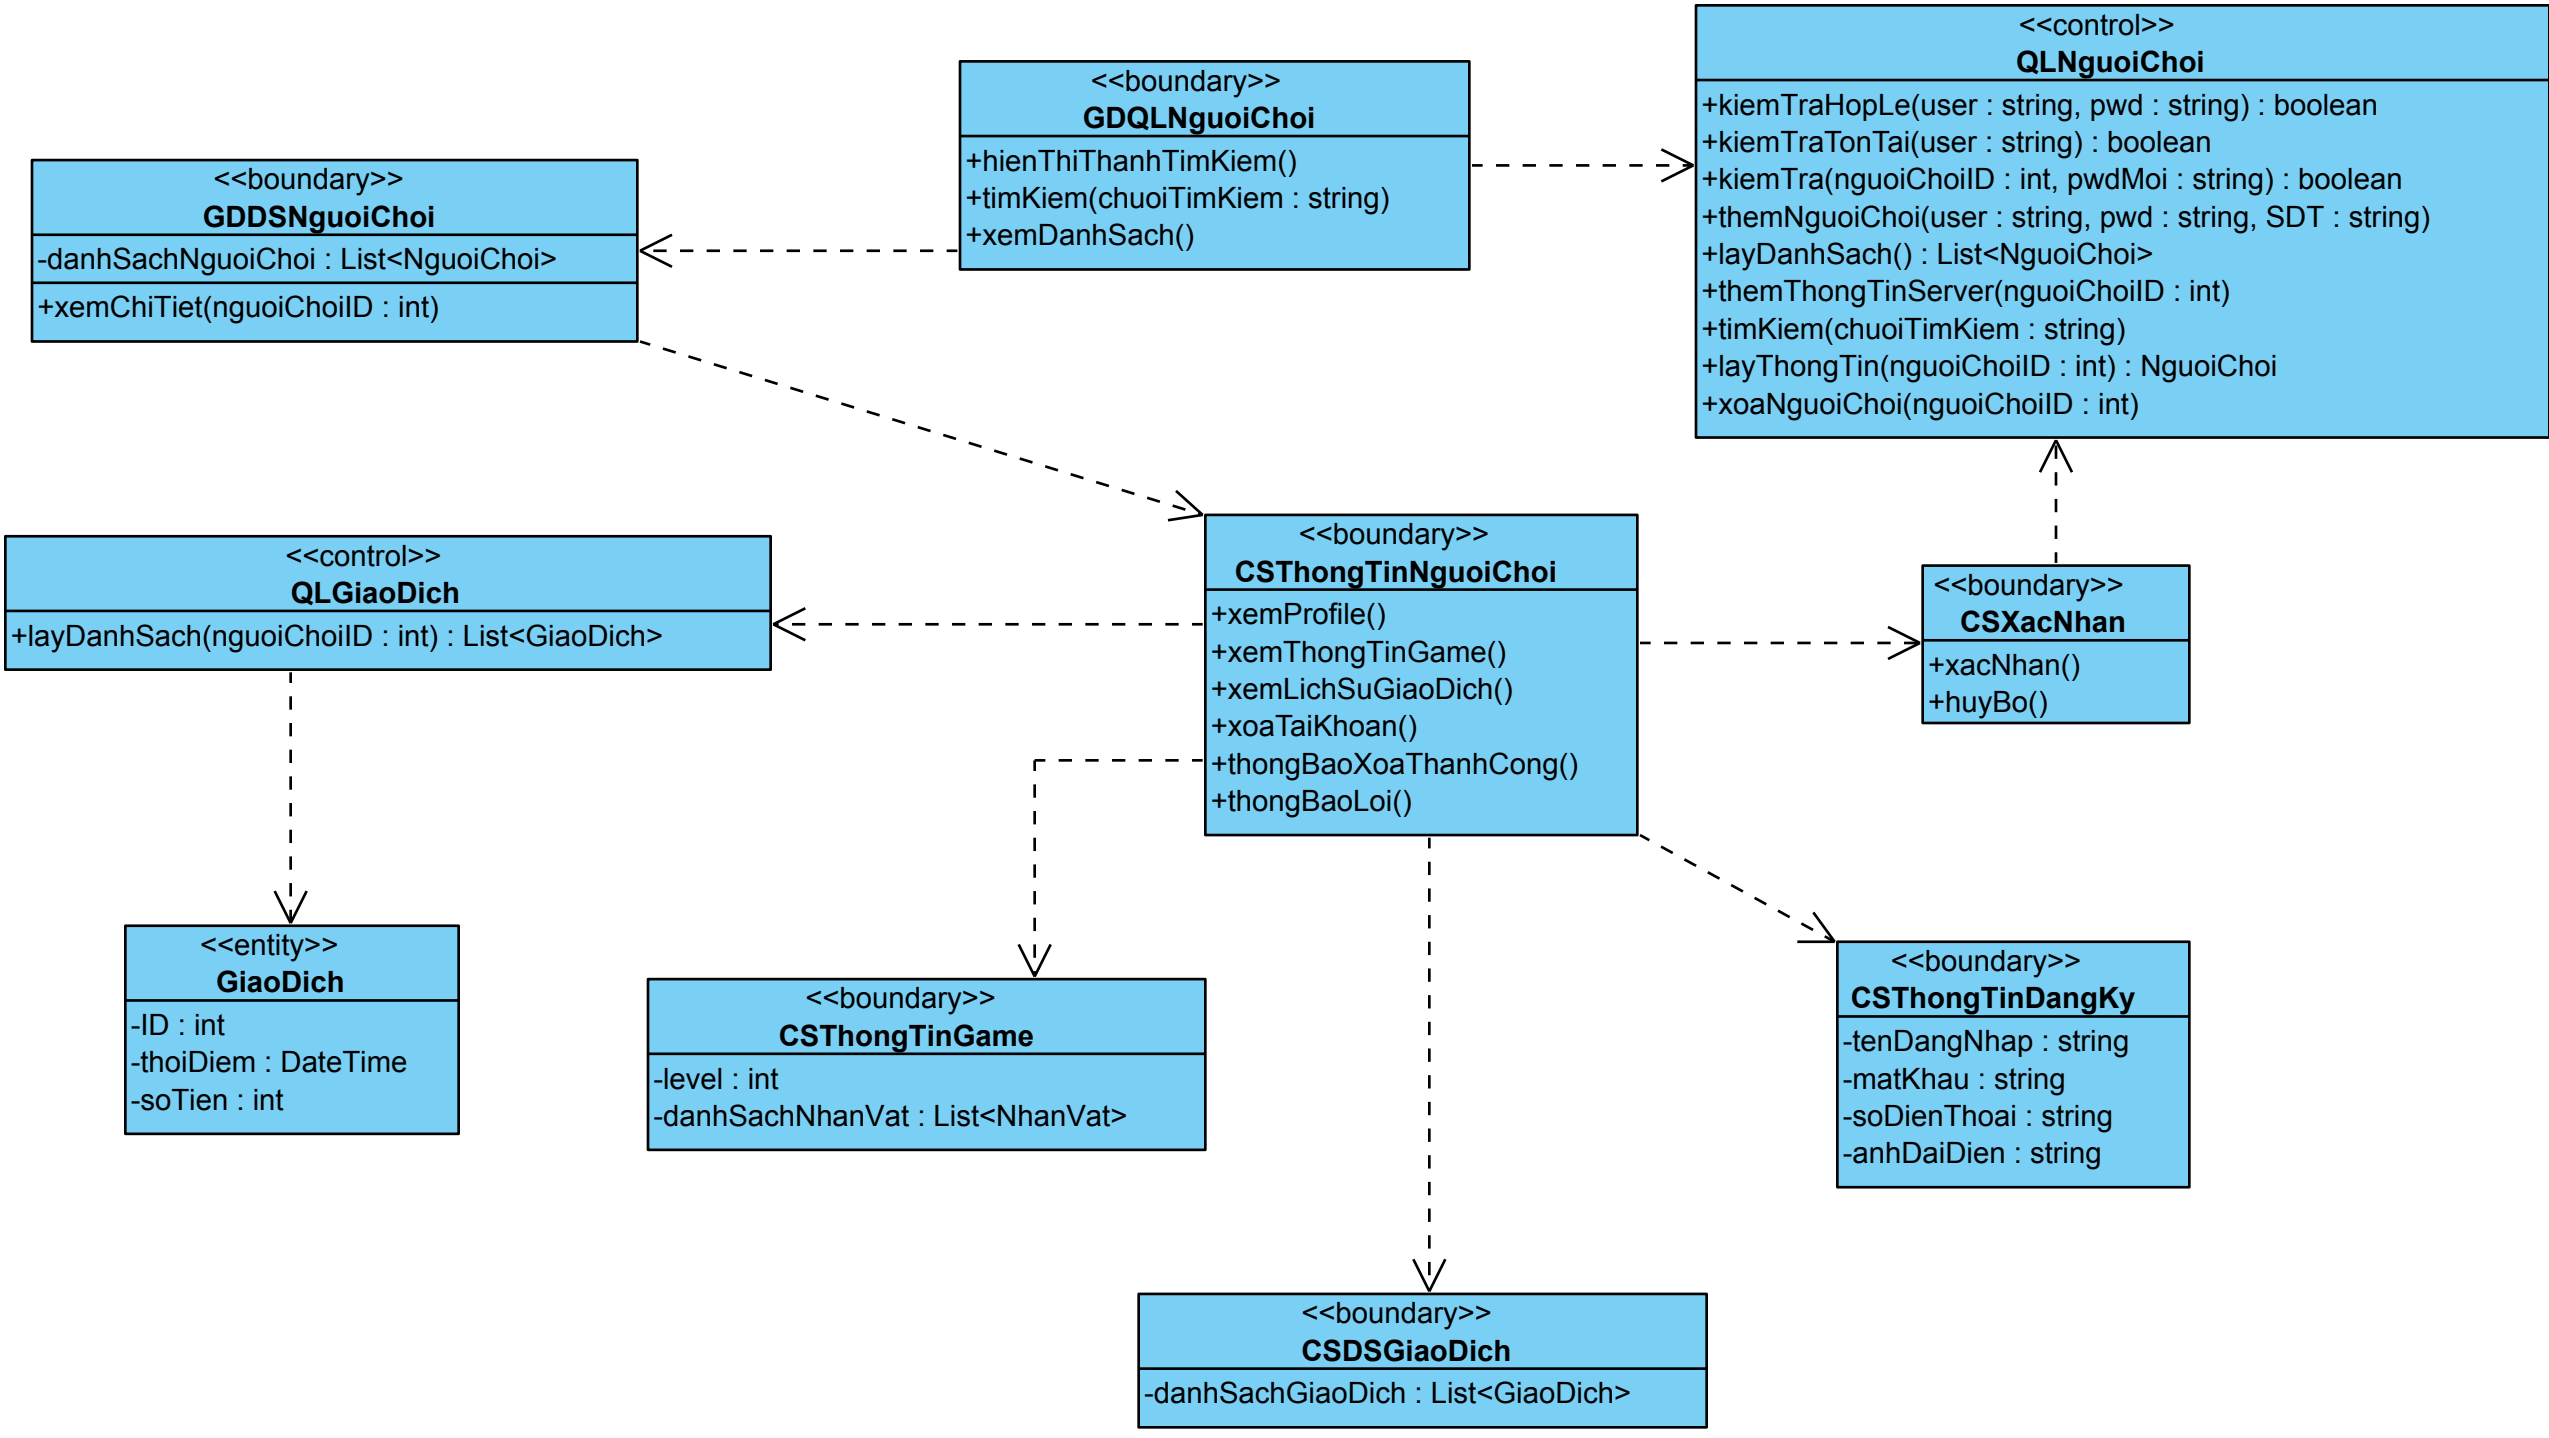 <<control>>
QLNguoiChoi
+kiemTraHopLe(user : string, pwd : string) : boolean
+kiemTraTonTai(user : string) : boolean
+kiemTra(nguoiChoiID : int, pwdMoi : string) : boolean
+themNguoiChoi(user : string, pwd : string, SDT : string)
+layDanhSach() : List<NguoiChoi>
+themThongTinServer(nguoiChoiID : int)
+timKiem(chuoiTimKiem : string)
+layThongTin(nguoiChoiID : int) : NguoiChoi
+xoaNguoiChoi(nguoiChoiID : int)
<<boundary>>
GDQLNguoiChoi
+hienThiThanhTimKiem()
+timKiem(chuoiTimKiem : string)
+xemDanhSach()
<<boundary>>
GDDSNguoiChoi
-danhSachNguoiChoi : List<NguoiChoi>
+xemChiTiet(nguoiChoiID : int)
<<control>>
QLGiaoDich
+layDanhSach(nguoiChoiID : int) : List<GiaoDich>
<<boundary>>
CSThongTinNguoiChoi
+xemProfile()
+xemThongTinGame()
+xemLichSuGiaoDich()
+xoaTaiKhoan()
+thongBaoXoaThanhCong()
+thongBaoLoi()
<<boundary>>
CSXacNhan
+xacNhan()
+huyBo()
<<entity>>
GiaoDich
-ID : int
-thoiDiem : DateTime
-soTien : int
<<boundary>>
CSThongTinGame
-level : int
-danhSachNhanVat : List<NhanVat>
<<boundary>>
CSThongTinDangKy
-tenDangNhap : string
-matKhau : string
-soDienThoai : string
-anhDaiDien : string
<<boundary>>
CSDSGiaoDich
-danhSachGiaoDich : List<GiaoDich>